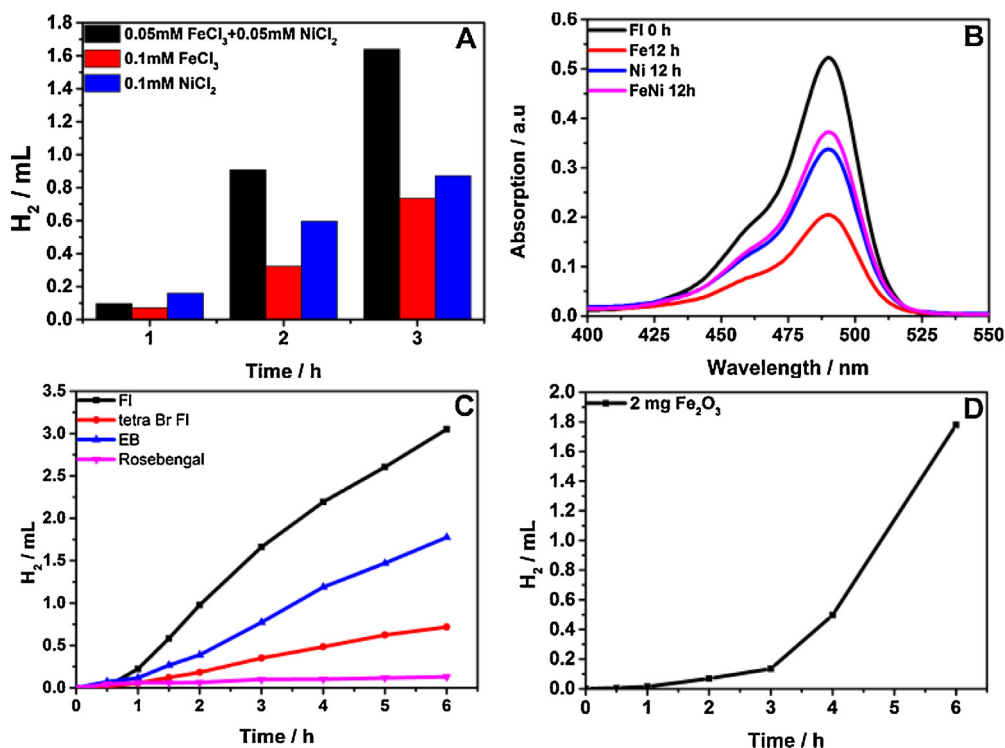 A
0.05mM FeCl₃+0.05mM NiCl₂
0.1mM FeCl₃
0.1mM NiCl₂
H₂ / mL
1.8
1.6
1.4
1.2
1.0
0.8
0.6
0.4
0.2
0.0
1 2 3
Time / h
B
Fl 0 h
Fe12 h
Ni 12 h
FeNi 12h
Absorption / a.u
0.6
0.5
0.4
0.3
0.2
0.1
0.0
400 425 450 475 500 525 550
Wavelength / nm
C
Fl
tetra Br Fl
EB
Rosebengal
H₂ / mL
3.5
3.0
2.5
2.0
1.5
1.0
0.5
0.0
0 1 2 3 4 5 6
Time / h
D
2 mg Fe₂O₃
H₂ / mL
2.0
1.8
1.6
1.4
1.2
1.0
0.8
0.6
0.4
0.2
0.0
0 1 2 3 4 5 6
Time / h